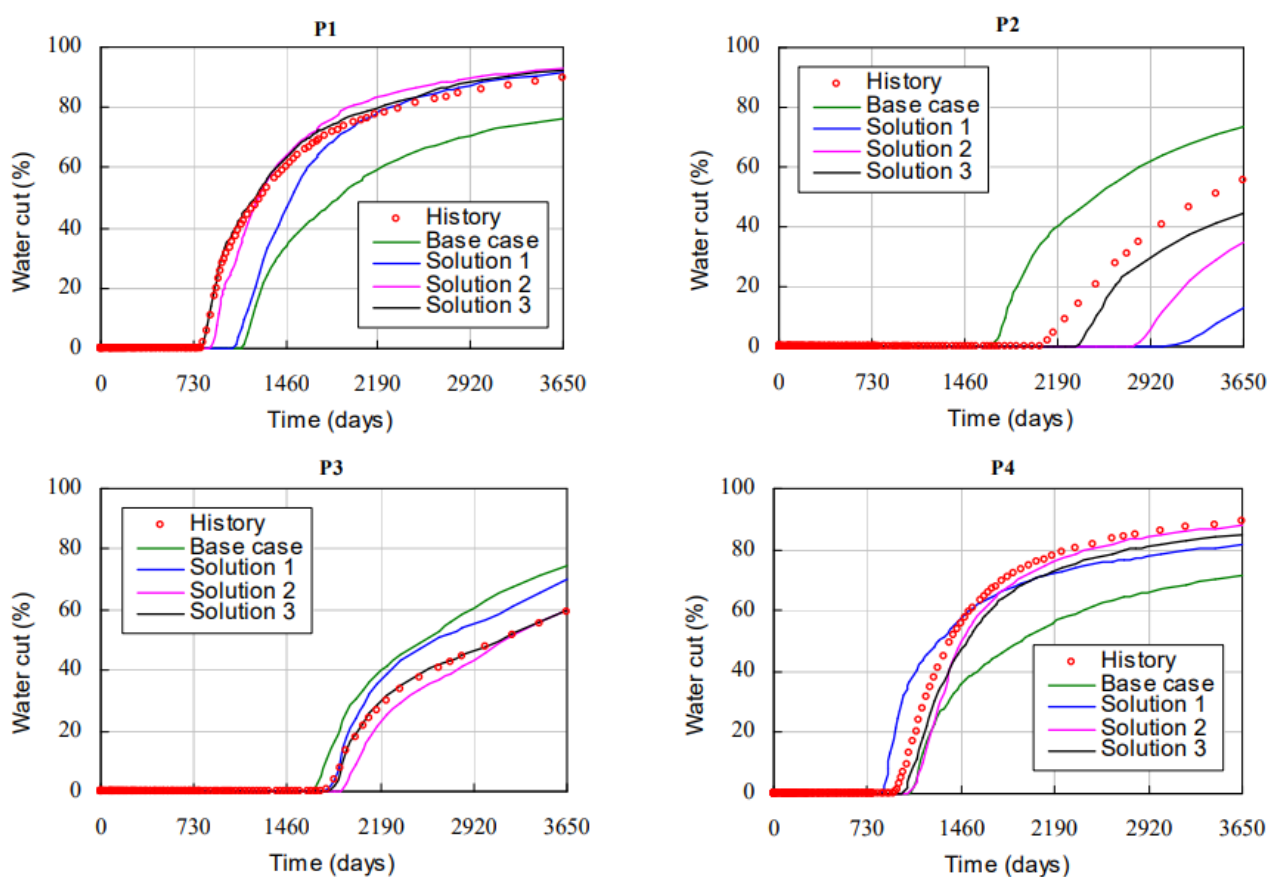 P1
100
80
60
40
20
0
Water cut (%)
History
Base case
Solution 1
Solution 2
Solution 3
0 730 1460 2190 2920 3650
Time (days)
P2
100
80
60
40
20
0
Water cut (%)
History
Base case
Solution 1
Solution 2
Solution 3
0 730 1460 2190 2920 3650
Time (days)
P3
100
80
60
40
20
0
Water cut (%)
History
Base case
Solution 1
Solution 2
Solution 3
0 730 1460 2190 2920 3650
Time (days)
P4
100
80
60
40
20
0
Water cut (%)
History
Base case
Solution 1
Solution 2
Solution 3
0 730 1460 2190 2920 3650
Time (days)